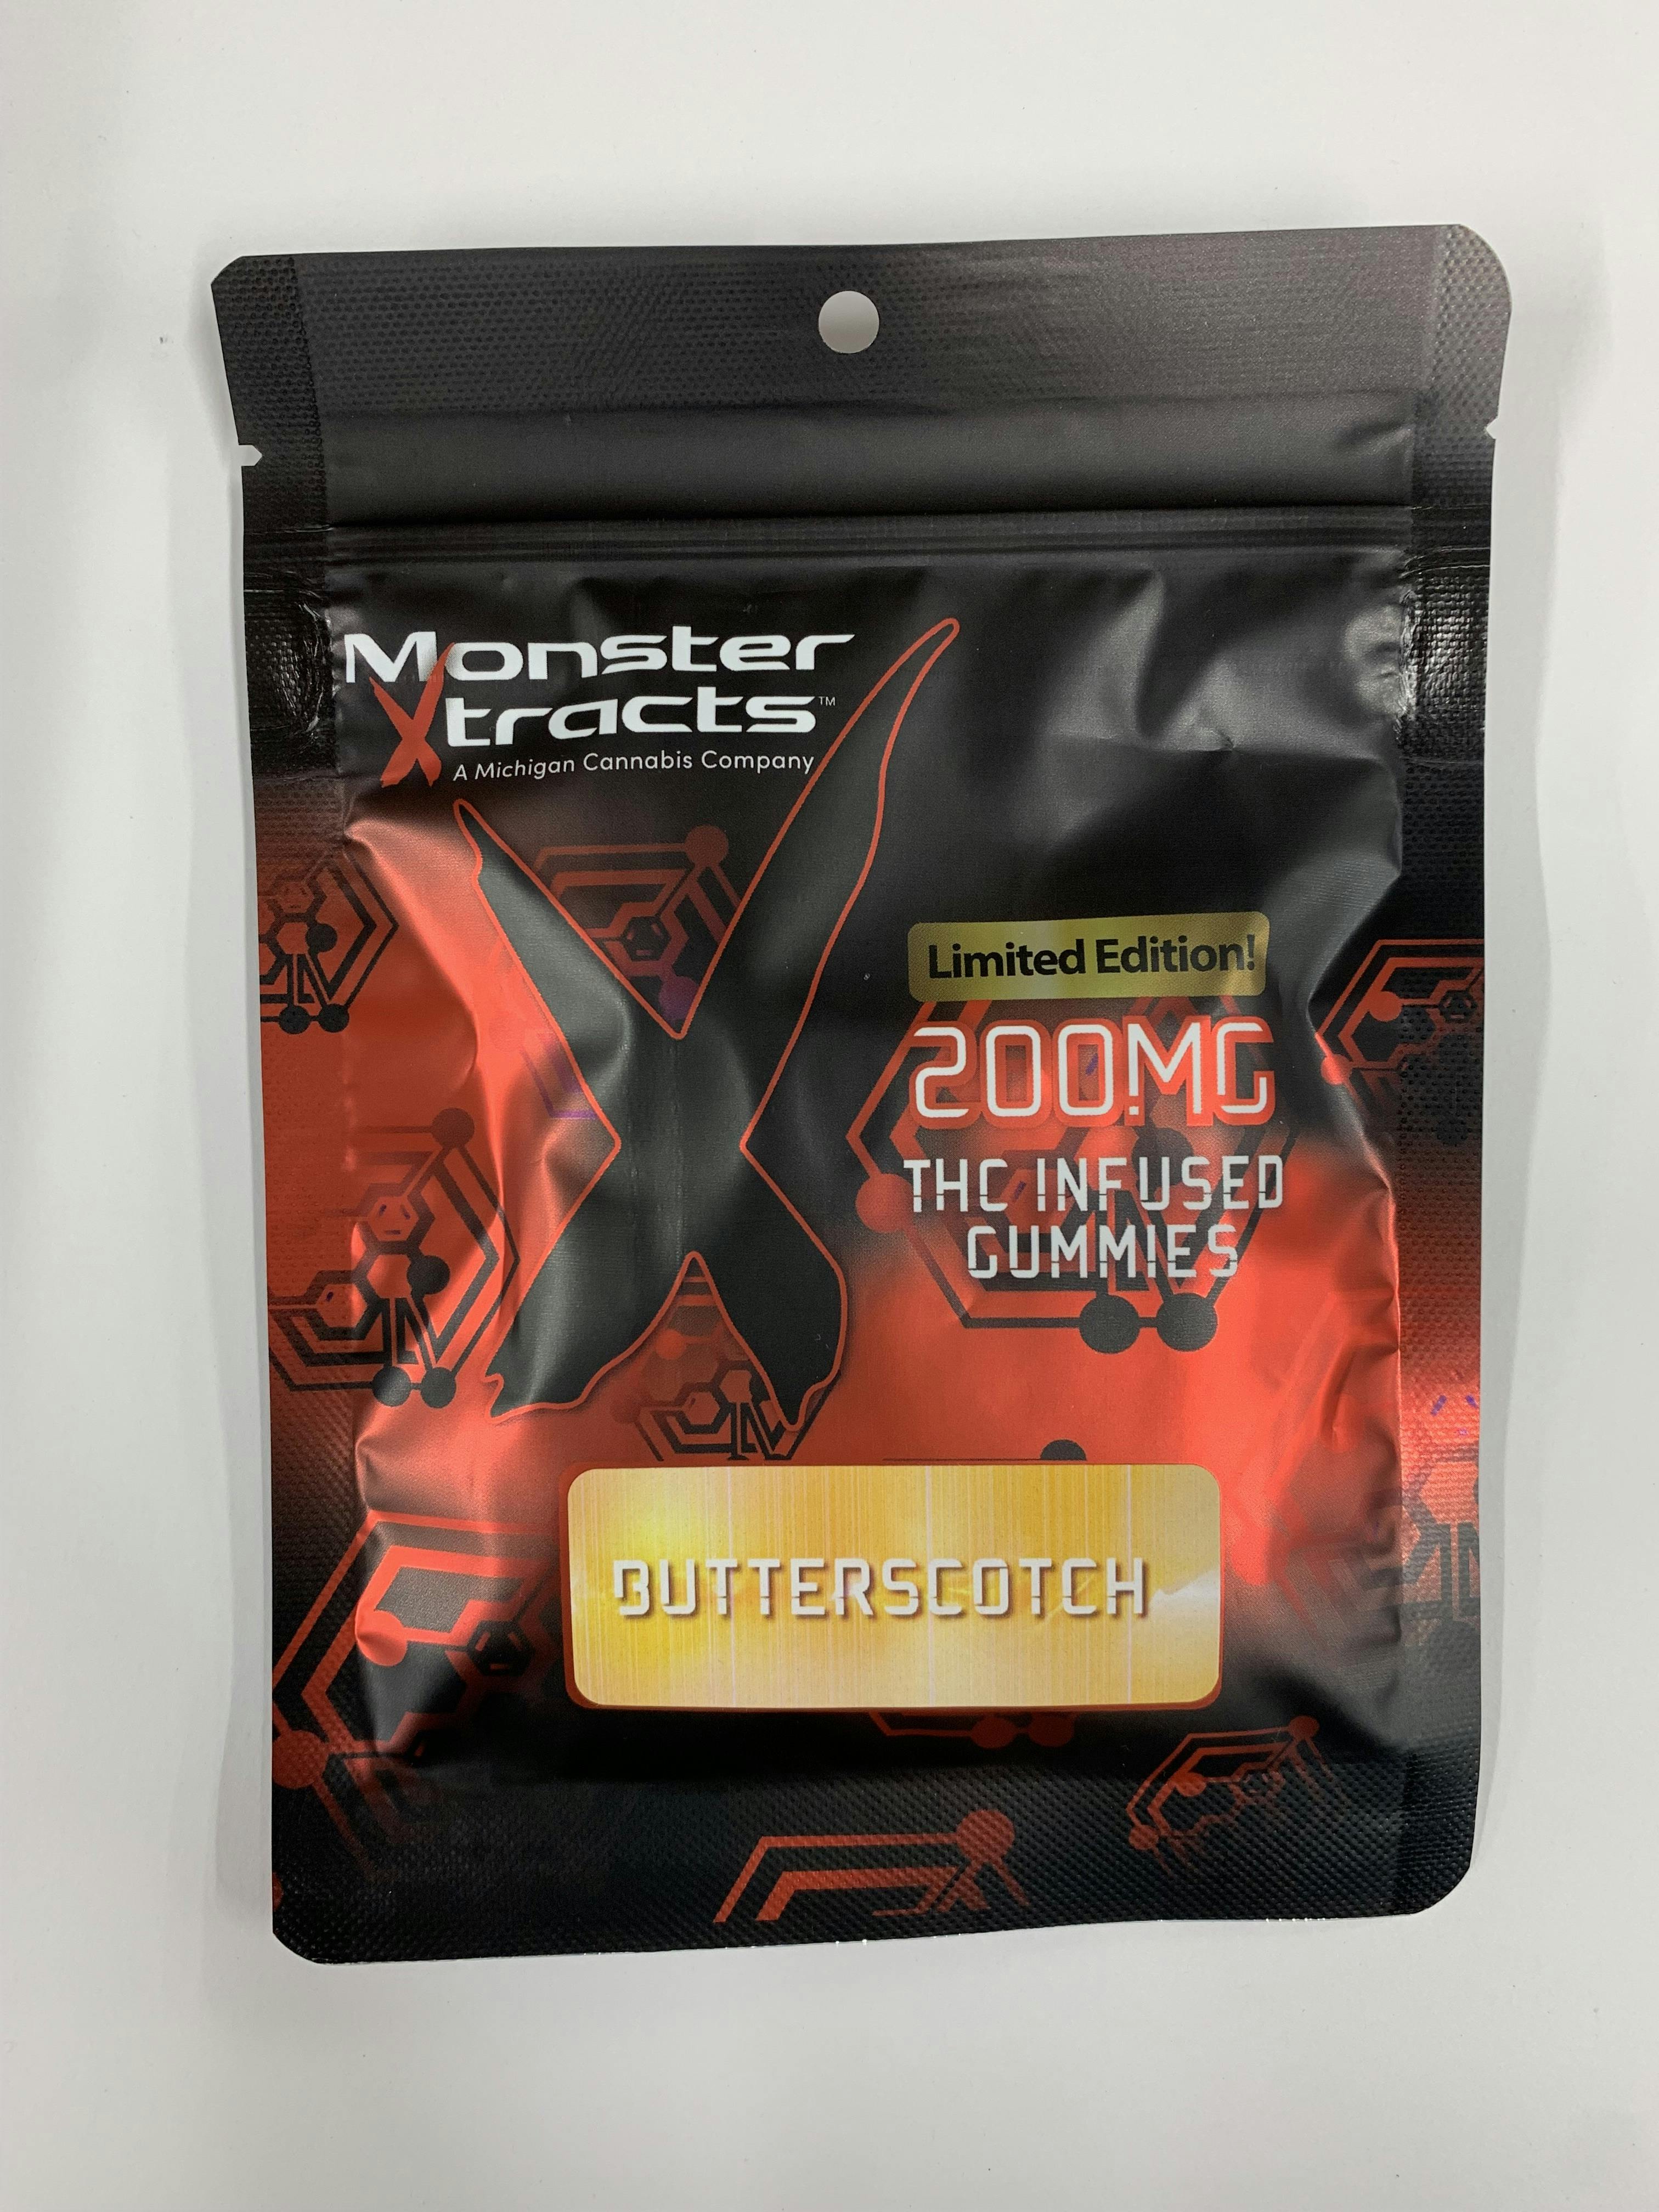 Monster
Xtracts™
A Michigan Cannabis Company
Limited Edition!
200MG
THC INFUSED
GUMMIES
BUTTERSCOTCH